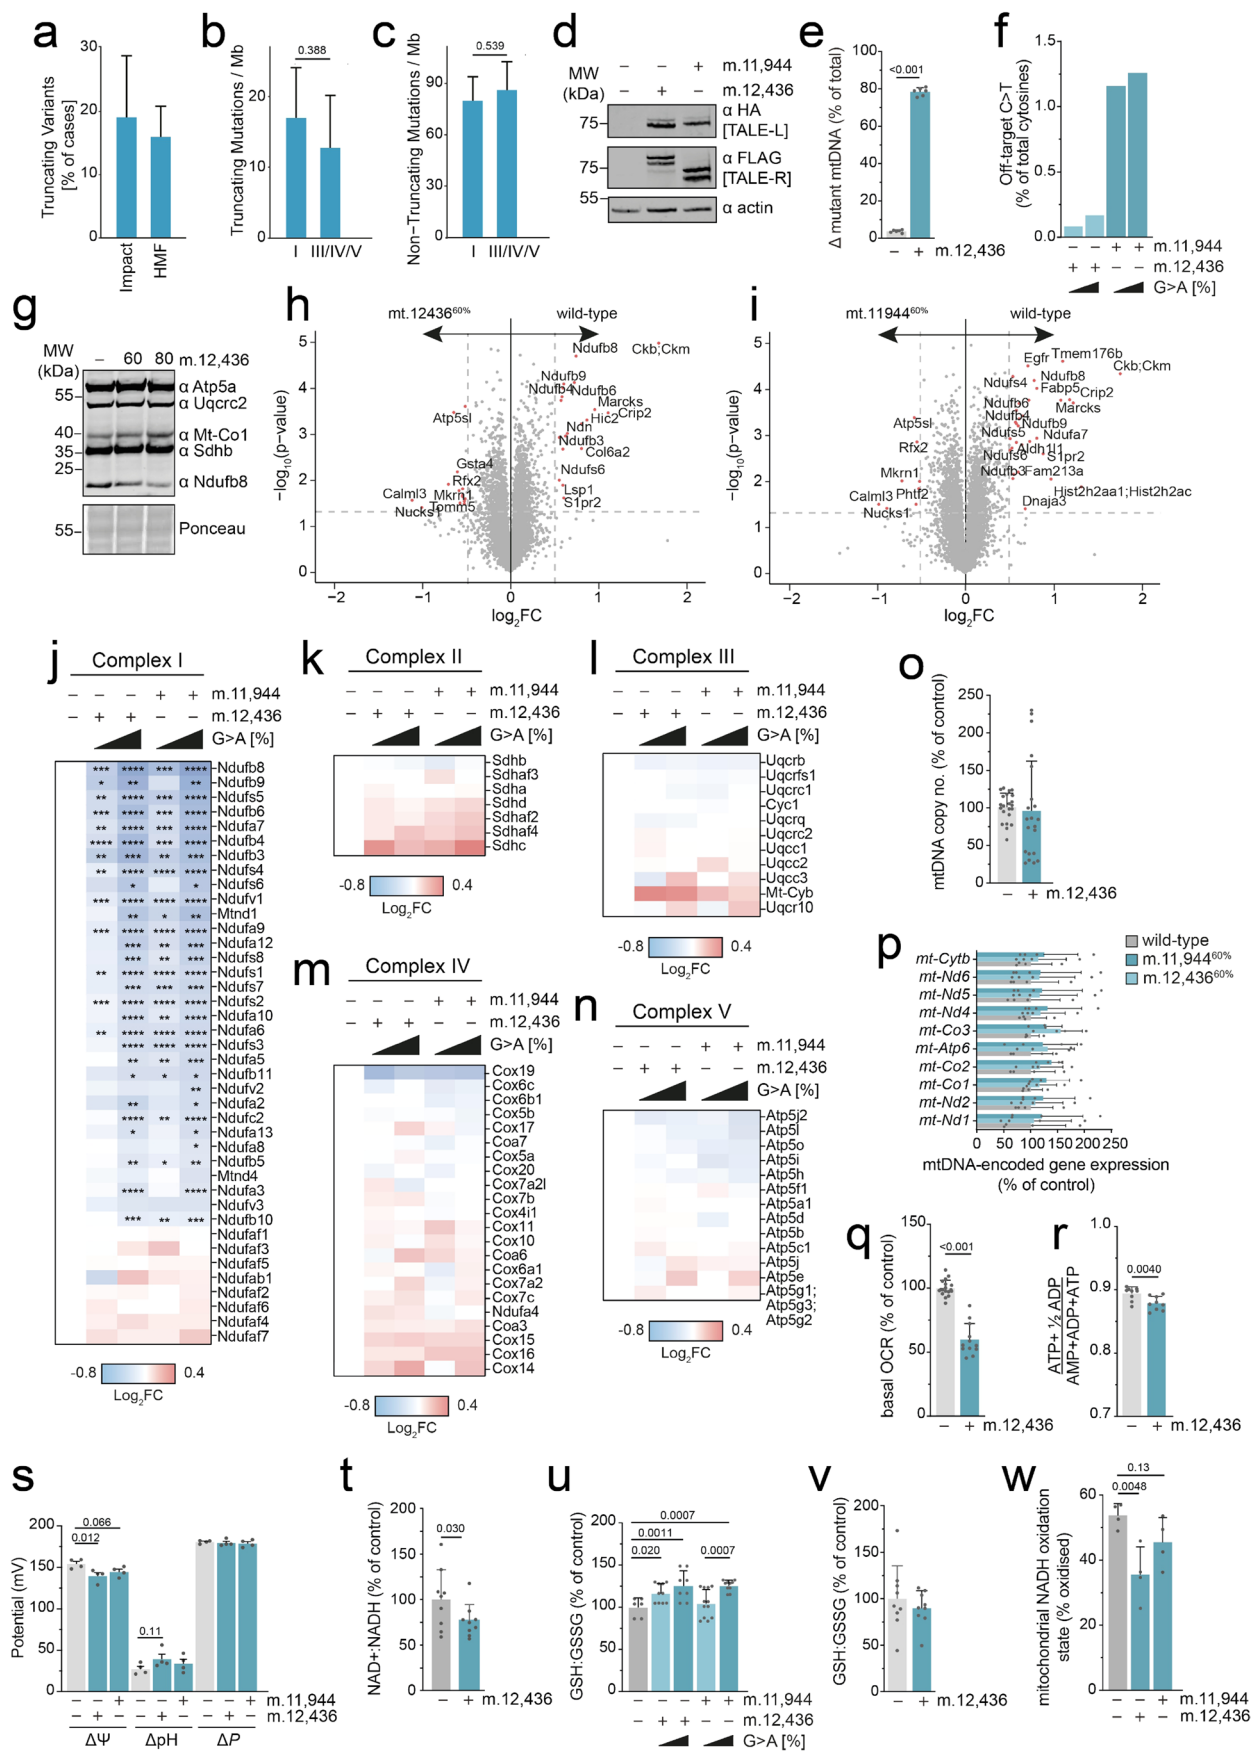 a
Truncating Variants
[% of cases]
30
20
10
0
Impact
HMF
b
Truncating Mutations / Mb
0.388
20
10
0
I III/IV/V
c
Non−Truncating Mutations / Mb
0.539
90
60
30
0
I III/IV/V
d
MW
(kDa)
− − + m.11,944
− + − m.12,436
75
α HA
[TALE-L]
75
55
α FLAG
[TALE-R]
α actin
e
Δ mutant mtDNA (% of total)
100
80
60
40
20
0
<0.001
− + m.12,436
f
Off-target C>T
(% of total cytosines)
1.5
1.0
0.5
0.0
− − + + m.11,944
+ + − − m.12,436
G>A [%]
g
MW
(kDa)
− 60 80 m.12,436
55
40
35
25
α Atp5a
α Uqcrc2
α Mt-Co1
α Sdhb
α Ndufb8
55
Ponceau
h
mt.12436^60%
wild-type
−log10(p-value)
5
4
3
2
1
0
Ndufb8
Ckb;Ckm
Ndufb9
Ndufb4
Ndufb6
Marcks
Hic2
Crip2
Ndn
Ndufb3
Col6a2
Ndufs6
Lsp1
S1pr2
Atp5sl
Gsta4
Rfx2
Calml3
Mkrn1
Tomm5
Nucks1
−2 −1 0 1 2
log2FC
i
mt.11944^60%
wild-type
−log10(p-value)
5
4
3
2
1
0
Egfr
Tmem176b
Ckb;Ckm
Ndufs4
Ndufb8
Fabp5
Crip2
Ndufb6
Marcks
Ndufb4
Ndufb9
Ndufs5
Ndufa7
Aldh1l1
Ndufs6
S1pr2
Ndufb3
Fam213a
Hist2h2aa1;Hist2h2ac
Dnaja3
Atp5sl
Rfx2
Mkrn1
Calml3
Phtf2
Nucks1
−2 −1 0 1 2
log2FC
j
Complex I
− − − + + m.11,944
− + + − − m.12,436
G>A [%]
*** **** *** **** Ndufb8
* ** ** Ndufb9
** **** *** **** Ndufs5
*** **** *** **** Ndufb6
** **** *** **** Ndufa7
**** **** *** **** Ndufb4
** *** ** *** Ndufb3
** **** **** **** Ndufs4
* * Ndufs6
*** **** **** **** Ndufv1
** * ** Mtnd1
*** **** **** **** Ndufa9
*** ** *** Ndufa12
*** ** *** Ndufs8
** **** **** **** Ndufs1
*** *** *** Ndufs7
*** **** **** **** Ndufs2
**** ** **** Ndufa10
** **** **** **** Ndufa6
**** **** **** Ndufs3
** ** *** Ndufa5
* * * Ndufb11
** Ndufv2
** * Ndufa2
**** ** **** Ndufc2
* * Ndufa13
* Ndufa8
** * ** Ndufb5
Mtnd4
**** **** Ndufa3
Ndufv3
*** ** *** Ndufb10
Ndufaf1
Ndufaf3
Ndufaf5
Ndufab1
Ndufaf2
Ndufaf6
Ndufaf4
Ndufaf7
-0.8 0.4
Log2FC
k
Complex II
− − − + + m.11,944
− + + − − m.12,436
G>A [%]
Sdhb
Sdhaf3
Sdha
Sdhd
Sdhaf2
Sdhaf4
Sdhc
-0.8 0.4
Log2FC
l
Complex III
− − − + + m.11,944
− + + − − m.12,436
G>A [%]
Uqcrb
Uqcrfs1
Uqcrc1
Cyc1
Uqcrq
Uqcrc2
Uqcc1
Uqcc2
Uqcc3
Mt-Cyb
Uqcr10
-0.8 0.4
Log2FC
m
Complex IV
− − − + + m.11,944
− + + − − m.12,436
G>A [%]
Cox19
Cox6c
Cox6b1
Cox5b
Cox17
Coa7
Cox5a
Cox20
Cox7a2l
Cox7b
Cox4i1
Cox11
Cox10
Coa6
Cox6a1
Cox7a2
Cox7c
Ndufa4
Coa3
Cox15
Cox16
Cox14
-0.8 0.4
Log2FC
n
Complex V
− − − + + m.11,944
− + + − − m.12,436
G>A [%]
Atp5j2
Atp5l
Atp5o
Atp5i
Atp5h
Atp5f1
Atp5a1
Atp5d
Atp5b
Atp5c1
Atp5j
Atp5e
Atp5g1;
Atp5g3;
Atp5g2
-0.8 0.4
Log2FC
o
mtDNA copy no. (% of control)
250
200
150
100
50
0
− + m.12,436
p
wild-type
m.11,944^60%
m.12,436^60%
mt-Cytb
mt-Nd6
mt-Nd5
mt-Nd4
mt-Co3
mt-Atp6
mt-Co2
mt-Co1
mt-Nd2
mt-Nd1
0 50 100 150 200 250
mtDNA-encoded gene expression
(% of control)
q
basal OCR (% of control)
150
100
50
0
<0.001
− + m.12,436
r
ATP+ ½ ADP
AMP+ADP+ATP
1.0
0.9
0.8
0.7
0.0040
− + m.12,436
s
Potential (mV)
200
150
100
50
0
0.066
0.012
0.11
− − + − − + − − + m.11,944
− + − − + − − + − m.12,436
ΔΨ ΔpH ΔP
t
NAD+:NADH (% of control)
200
150
100
50
0
0.030
− + m.12,436
u
GSH:GSSG (% of control)
200
150
100
50
0
0.0007
0.0011
0.020 0.0007
− − − + + m.11,944
− + + − − m.12,436
G>A [%]
v
GSH:GSSG (% of control)
200
150
100
50
0
− + m.12,436
w
mitochondrial NADH oxidation
state (% oxidised)
60
40
20
0
0.13
0.0048
− − + m.11,944
− + − m.12,436